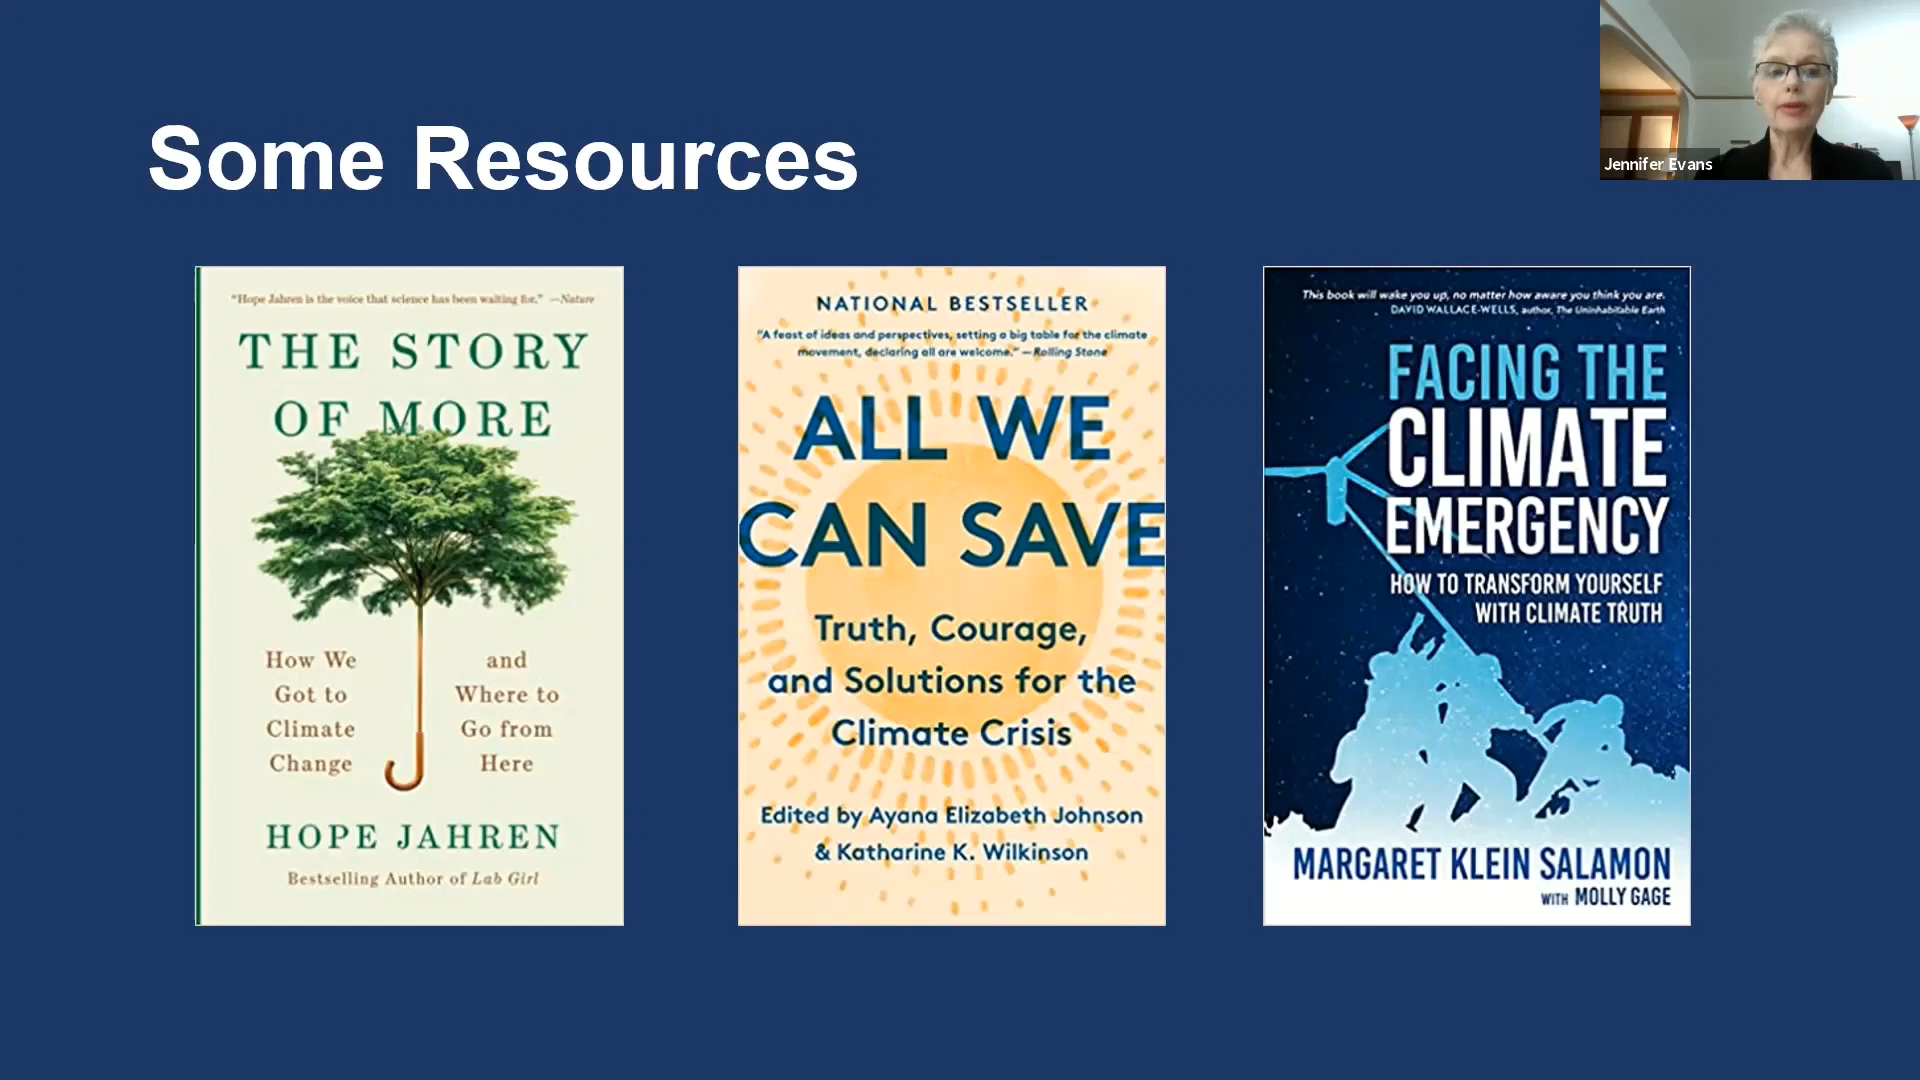 Some Resources
Jennifer Evans
“Hope Jahren is the voice that science has been waiting for.” —Nature
THE STORY
OF MORE
How We
Got to
Climate
Change
and
Where to
Go from
Here
HOPE JAHREN
Bestselling Author of Lab Girl
NATIONAL BESTSELLER
“A feast of ideas and perspectives, setting a big table for the climate
movement, declaring all are welcome.” —Rolling Stone
ALL WE
CAN SAVE
Truth, Courage,
and Solutions for the
Climate Crisis
Edited by Ayana Elizabeth Johnson
& Katharine K. Wilkinson
This book will wake you up, no matter how aware you think you are.
DAVID WALLACE-WELLS, author, The Uninhabitable Earth
FACING THE
CLIMATE
EMERGENCY
HOW TO TRANSFORM YOURSELF
WITH CLIMATE TRUTH
MARGARET KLEIN SALAMON
WITH MOLLY GAGE